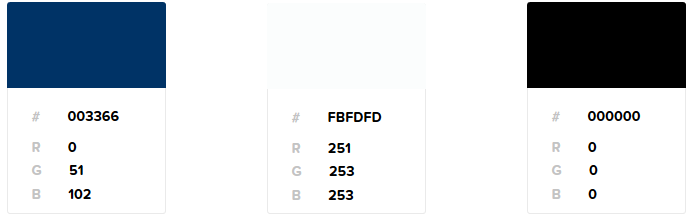 # 003366
R 0
G 51
B 102
# FBFDFD
R 251
G 253
B 253
# 000000
R 0
G 0
B 0